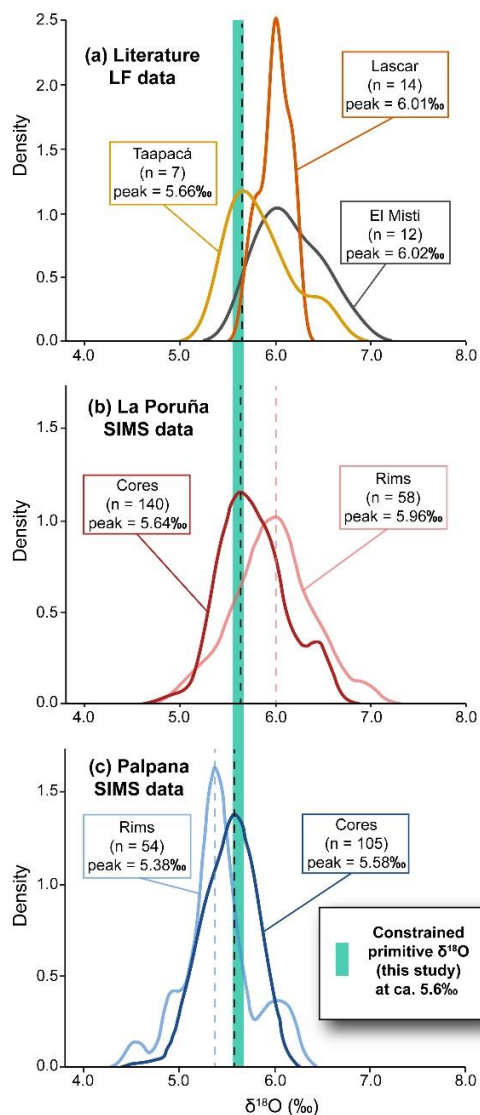 (a) Literature
LF data
Lascar
(n = 14)
peak = 6.01‰
Taapacá
(n = 7)
peak = 5.66‰
El Misti
(n = 12)
peak = 6.02‰
Density
2.5
2.0
1.5
1.0
0.5
0.0
4.0 5.0 6.0 7.0 8.0
(b) La Poruña
SIMS data
Cores
(n = 140)
peak = 5.64‰
Rims
(n = 58)
peak = 5.96‰
Density
1.5
1.0
0.5
0.0
4.0 5.0 6.0 7.0 8.0
(c) Palpana
SIMS data
Rims
(n = 54)
peak = 5.38‰
Cores
(n = 105)
peak = 5.58‰
Density
1.5
1.0
0.5
0.0
Constrained
primitive δ¹⁸O
(this study)
at ca. 5.6‰
4.0 5.0 6.0 7.0 8.0
δ¹⁸O (‰)